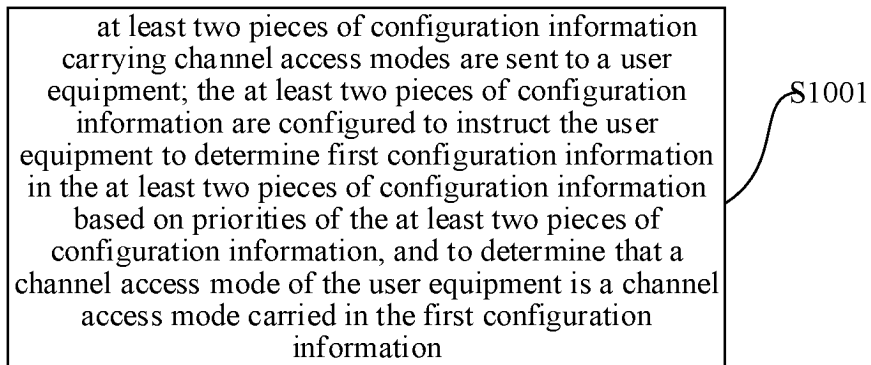 at least two pieces of configuration information
carrying channel access modes are sent to a user
equipment; the at least two pieces of configuration
information are configured to instruct the user
equipment to determine first configuration information
in the at least two pieces of configuration information
based on priorities of the at least two pieces of
configuration information, and to determine that a
channel access mode of the user equipment is a channel
access mode carried in the first configuration
information
S1001